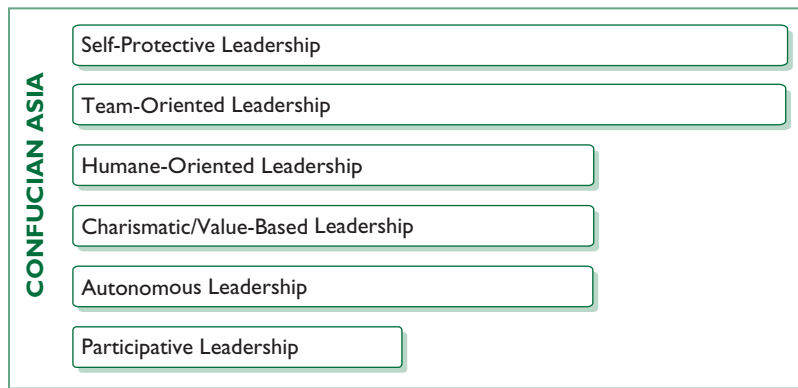 CONFUCIAN ASIA
Self-Protective Leadership
Team-Oriented Leadership
Humane-Oriented Leadership
Charismatic/Value-Based Leadership
Autonomous Leadership
Participative Leadership